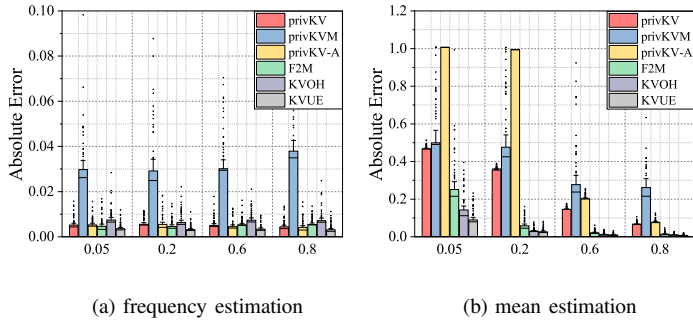 0.10
0.08
0.06
0.04
0.02
0.00
Absolute Error
privKV
privKVM
privKV-A
F2M
KVOH
KVUE
0.05 0.2 0.6 0.8
(a) frequency estimation
1.2
1.0
0.8
0.6
0.4
0.2
0.0
Absolute Error
privKV
privKVM
privKV-A
F2M
KVOH
KVUE
0.05 0.2 0.6 0.8
(b) mean estimation